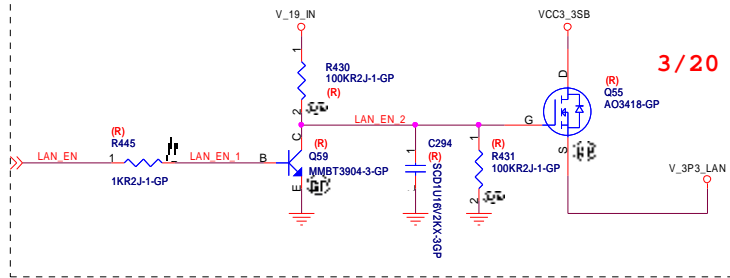 V_19_IN
VCC3_3SB
3/20
1
R430
100KR2J-1-GP
(R)
2
D
(R)
Q55
AO3418-GP
G
S
LAN_EN_2
(R)
R445
LAN_EN
1
LAN_EN_1
1KR2J-1-GP
B
C
(R)
Q59
MMBT3904-3-GP
E
1
C294
(R)
SCD1U16V2KX-3GP
1
(R)
R431
100KR2J-1-GP
2
V_3P3_LAN